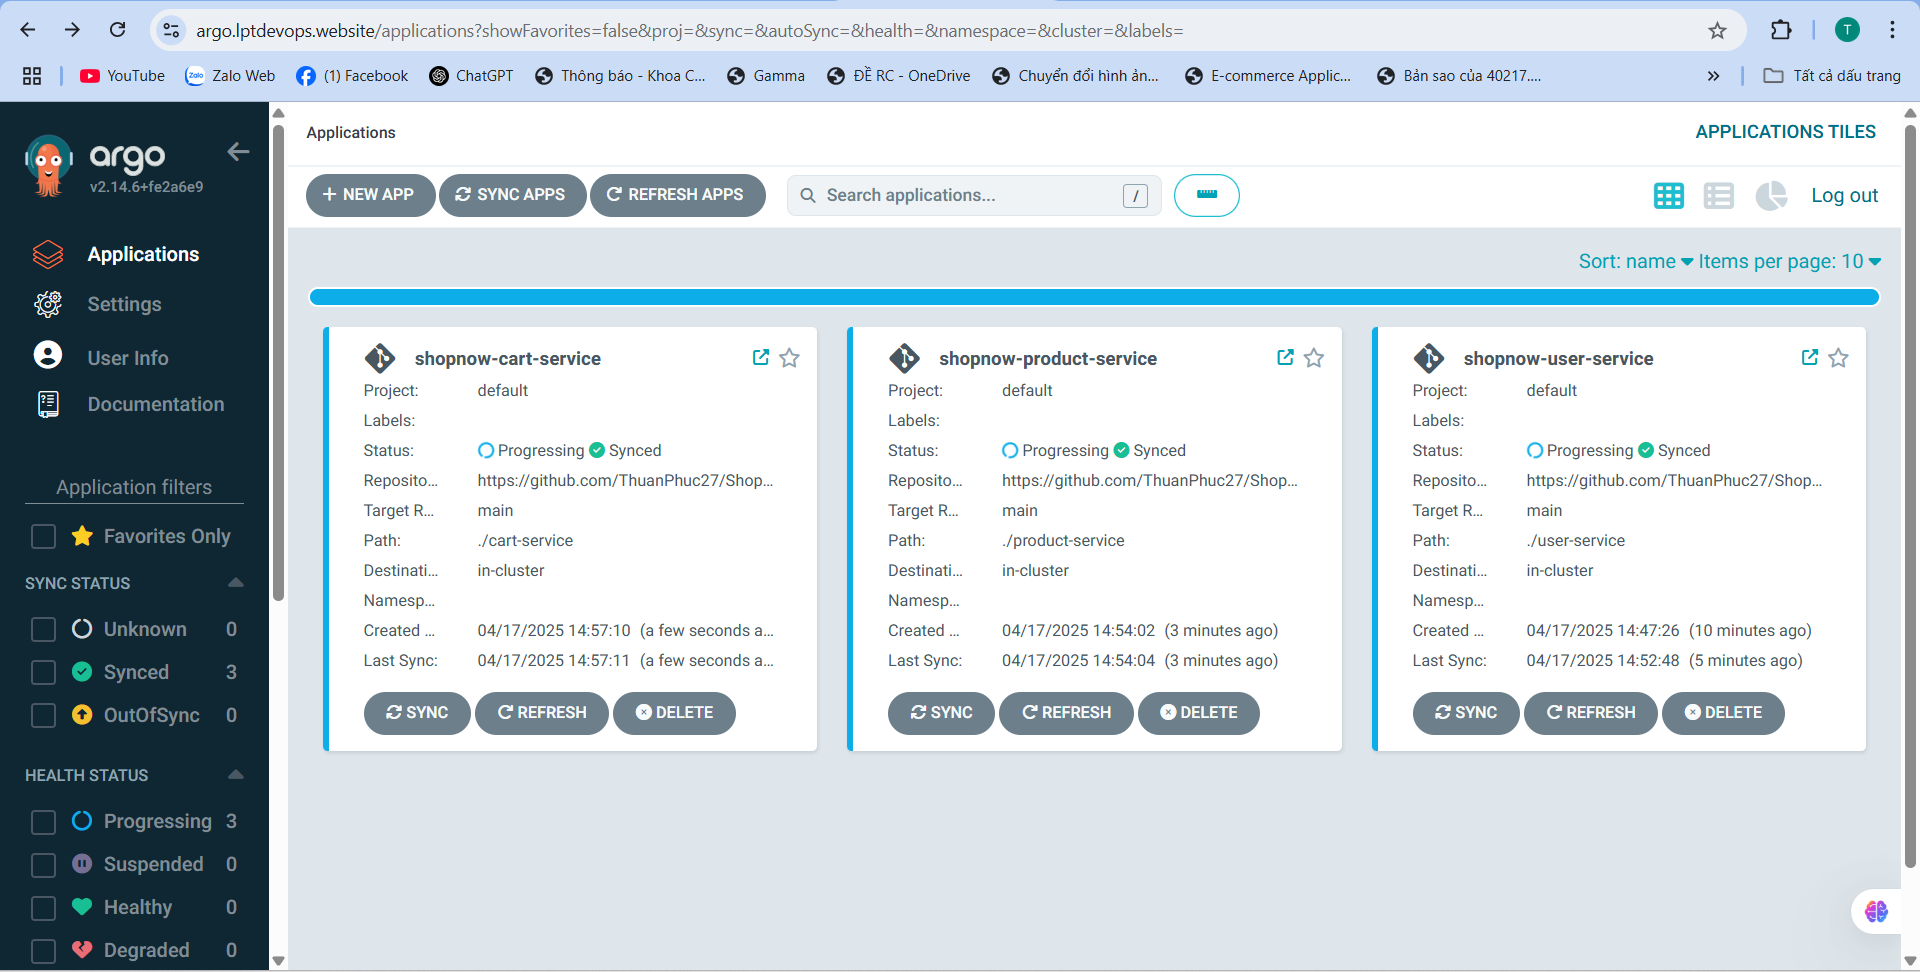 argo.lptdevops.website/applications?showFavorites=false&proj=&sync=&autoSync=&health=&namespace=&cluster=&labels=
T
YouTube
Zalo Zalo Web
(1) Facebook
ChatGPT
Thông báo - Khoa C...
Gamma
ĐỀ RC - OneDrive
Chuyển đổi hình ản...
E-commerce Applic...
Bản sao của 40217....
»
Tất cả dấu trang
argo
v2.14.6+fe2a6e9
Applications
Settings
User Info
Documentation
Application filters
Favorites Only
SYNC STATUS
Unknown 0
Synced 3
OutOfSync 0
HEALTH STATUS
Progressing 3
Suspended 0
Healthy 0
Degraded 0
Applications
APPLICATIONS TILES
+ NEW APP
SYNC APPS
REFRESH APPS
Search applications...
/
Log out
Sort: name
Items per page: 10
shopnow-cart-service
Project: default
Labels:
Status: Progressing Synced
Reposito... https://github.com/ThuanPhuc27/Shop...
Target R... main
Path: ./cart-service
Destinati... in-cluster
Namesp...
Created ... 04/17/2025 14:57:10 (a few seconds a...
Last Sync: 04/17/2025 14:57:11 (a few seconds a...
SYNC REFRESH DELETE
shopnow-product-service
Project: default
Labels:
Status: Progressing Synced
Reposito... https://github.com/ThuanPhuc27/Shop...
Target R... main
Path: ./product-service
Destinati... in-cluster
Namesp...
Created ... 04/17/2025 14:54:02 (3 minutes ago)
Last Sync: 04/17/2025 14:54:04 (3 minutes ago)
SYNC REFRESH DELETE
shopnow-user-service
Project: default
Labels:
Status: Progressing Synced
Reposito... https://github.com/ThuanPhuc27/Shop...
Target R... main
Path: ./user-service
Destinati... in-cluster
Namesp...
Created ... 04/17/2025 14:47:26 (10 minutes ago)
Last Sync: 04/17/2025 14:52:48 (5 minutes ago)
SYNC REFRESH DELETE